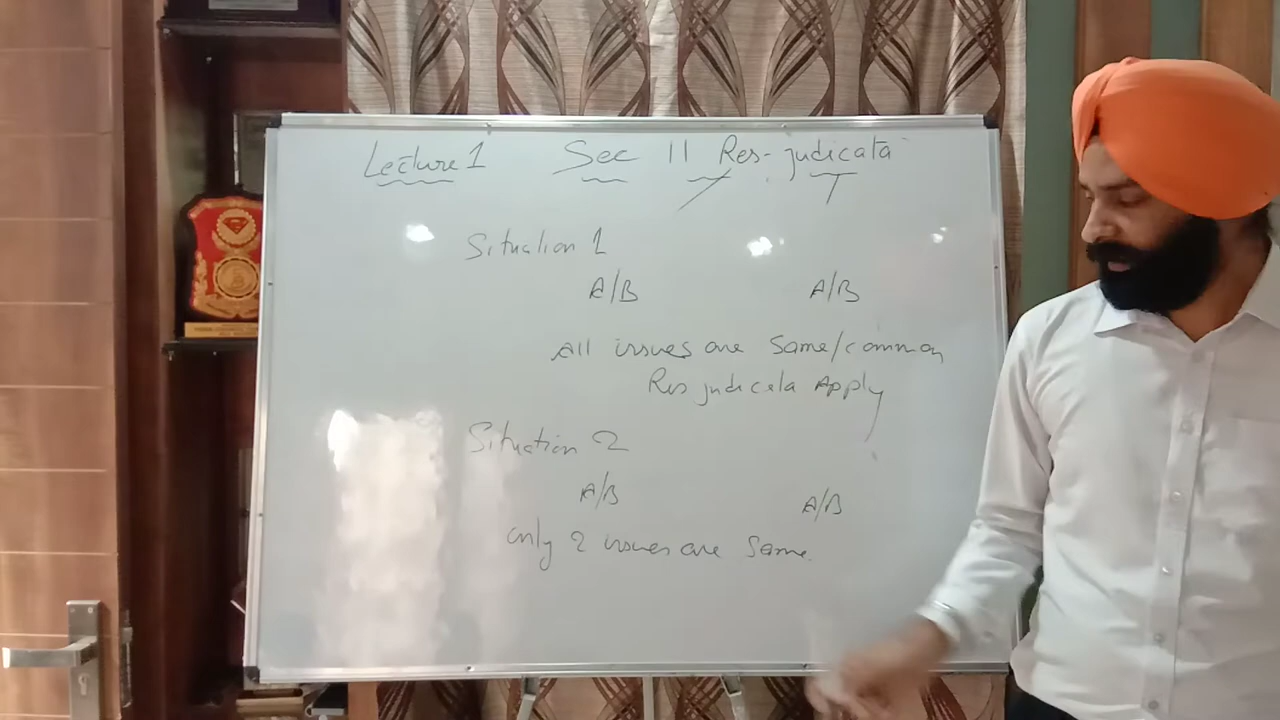 Lecture 1 Sec 11 Res-judicata
Situation 1
A/B A/B
All issues are Same/common
Res judicata Apply
Situation 2
A/B A/B
only 2 issues are Same.